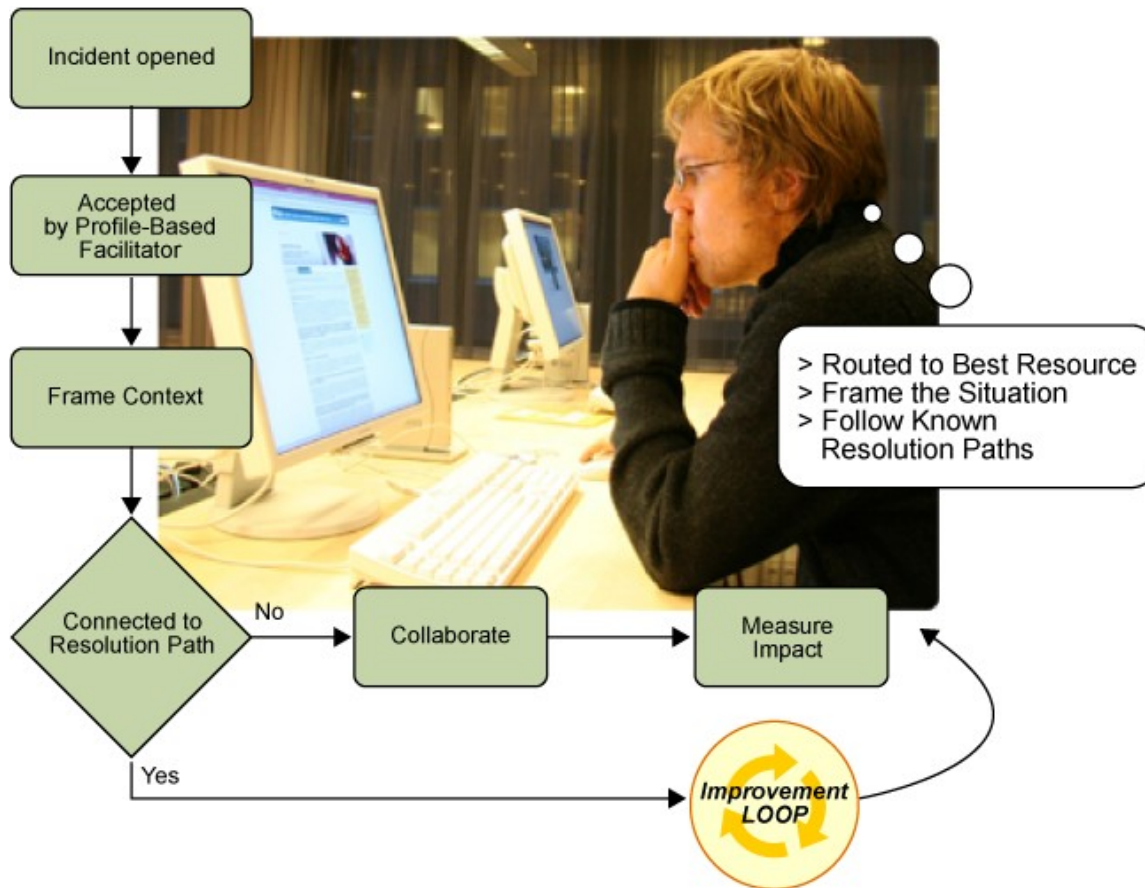 Incident opened
Accepted
by Profile-Based
Facilitator
Frame Context
> Routed to Best Resource
> Frame the Situation
> Follow Known
Resolution Paths
Connected to
Resolution Path
No
Collaborate
Measure
Impact
Yes
Improvement
LOOP